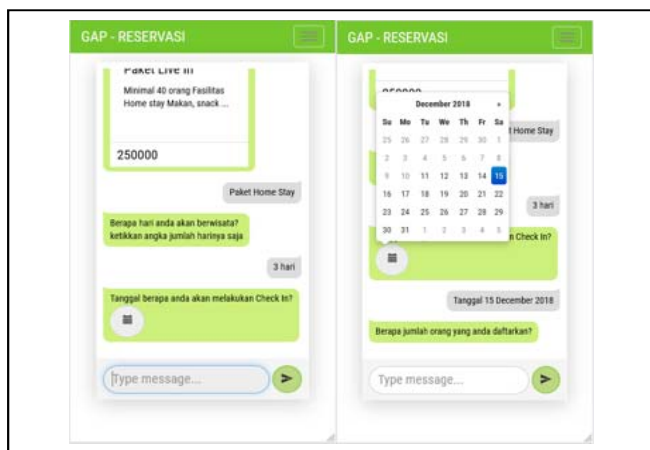 GAP - RESERVASI
Paket Live In
Minimal 40 orang Fasilitas
Home stay Makan, snack ...
250000
Paket Home Stay
Berapa hari anda akan berwisata?
ketikkan angka jumlah harinya saja
3 hari
Tanggal berapa anda akan melakukan Check In?
Type message...
GAP - RESERVASI
December 2018 »
Su Mo Tu We Th Fr Sa
25 26 27 28 29 30 1
2 3 4 5 6 7 8
9 10 11 12 13 14 15
16 17 18 19 20 21 22
23 24 25 26 27 28 29
30 31 1 2 3 4 5
Home Stay
3 hari
n Check In?
Tanggal 15 December 2018
Berapa jumlah orang yang anda daftarkan?
Type message...